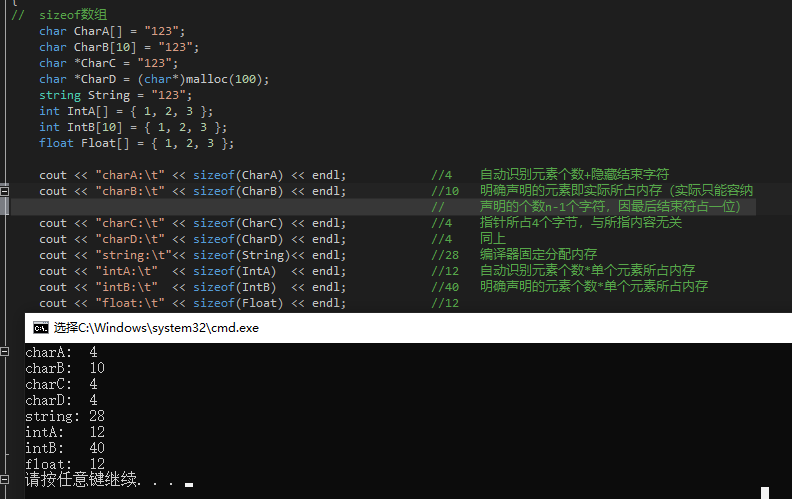 {
// sizeof数组
char CharA[] = "123";
char CharB[10] = "123";
char *CharC = "123";
char *CharD = (char*)malloc(100);
string String = "123";
int IntA[] = { 1, 2, 3 };
int IntB[10] = { 1, 2, 3 };
float Float[] = { 1, 2, 3 };
cout << "charA:\t" << sizeof(CharA) << endl; //4 自动识别元素个数+隐藏结束字符
cout << "charB:\t" << sizeof(CharB) << endl; //10 明确声明的元素即实际所占内存（实际只能容纳
// 声明的个数n-1个字符，因最后结束符占一位）
cout << "charC:\t" << sizeof(CharC) << endl; //4 指针所占4个字节，与所指内容无关
cout << "charD:\t" << sizeof(CharD) << endl; //4 同上
cout << "string:\t"<< sizeof(String)<< endl; //28 编译器固定分配内存
cout << "intA:\t" << sizeof(IntA) << endl; //12 自动识别元素个数*单个元素所占内存
cout << "intB:\t" << sizeof(IntB) << endl; //40 明确声明的元素个数*单个元素所占内存
cout << "float:\t" << sizeof(Float) << endl; //12
选择C:\Windows\system32\cmd.exe
charA: 4
charB: 10
charC: 4
charD: 4
string: 28
intA: 12
intB: 40
float: 12
请按任意键继续. . .